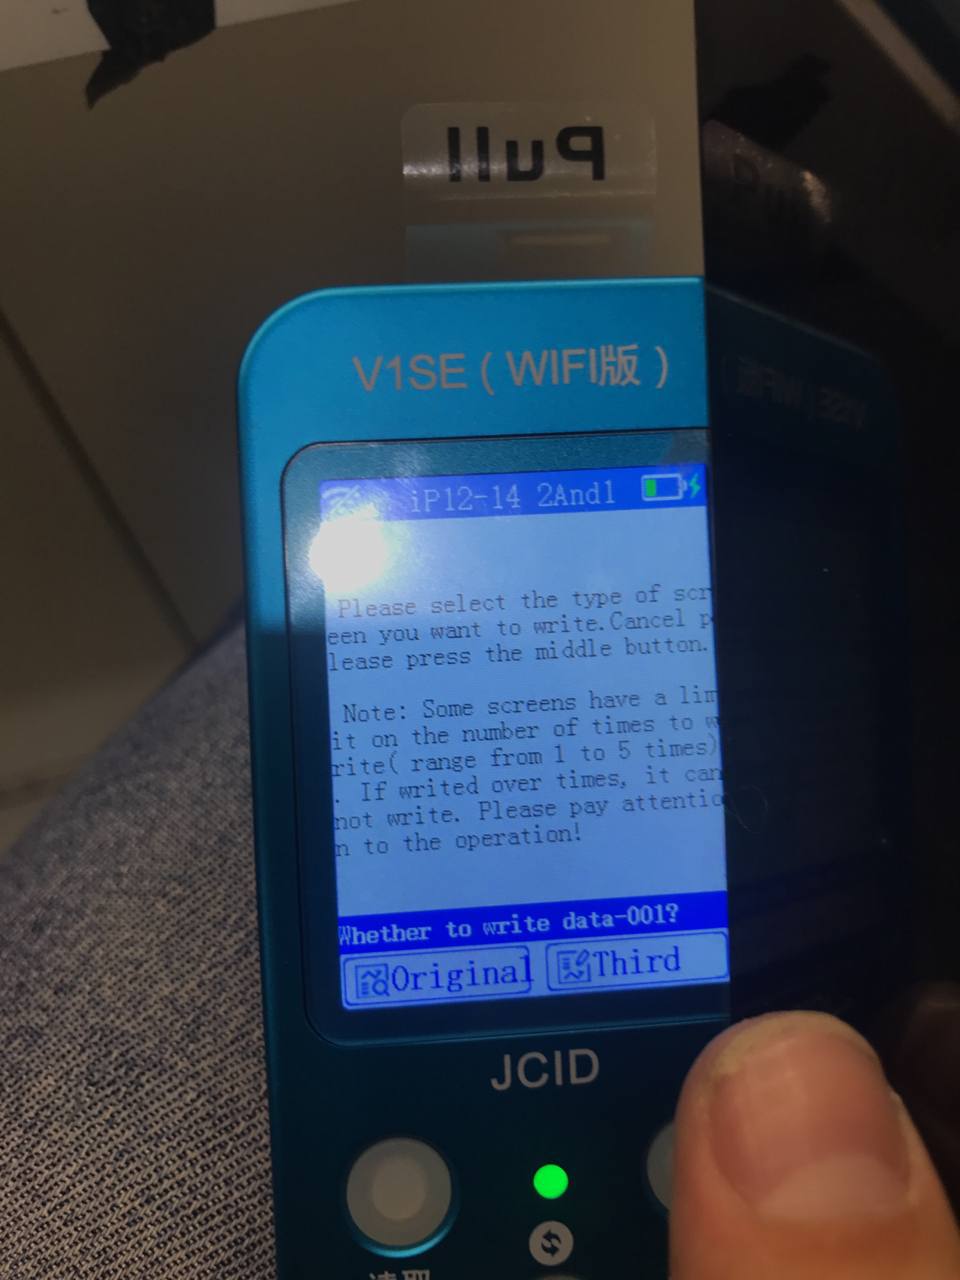 Pull
V1SE ( WIFI版 )
iP12-14 2And1
Please select the type of scr
een you want to write.Cancel p
lease press the middle button.
Note: Some screens have a lim
it on the number of times to w
rite( range from 1 to 5 times)
. If writed over times, it can
not write. Please pay attentio
n to the operation!
Whether to write data-001?
Original
Third
JCID